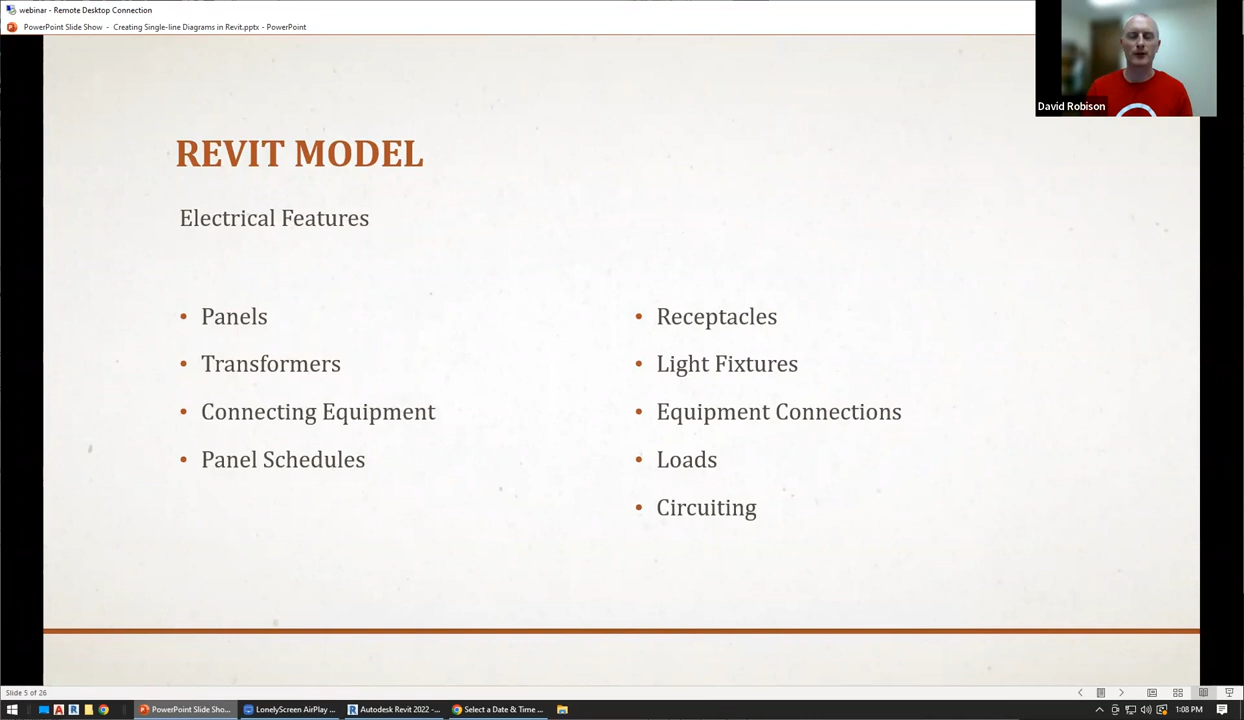 webinar - Remote Desktop Connection
PowerPoint Slide Show - Creating Single-line Diagrams in Revit.pptx - PowerPoint
David Robison
REVIT MODEL
Electrical Features
• Panels
• Transformers
• Connecting Equipment
• Panel Schedules
• Receptacles
• Light Fixtures
• Equipment Connections
• Loads
• Circuiting
Slide 5 of 26
PowerPoint Slide Sho...
LonelyScreen AirPlay ...
Autodesk Revit 2022 -...
Select a Date & Time ...
1:08 PM